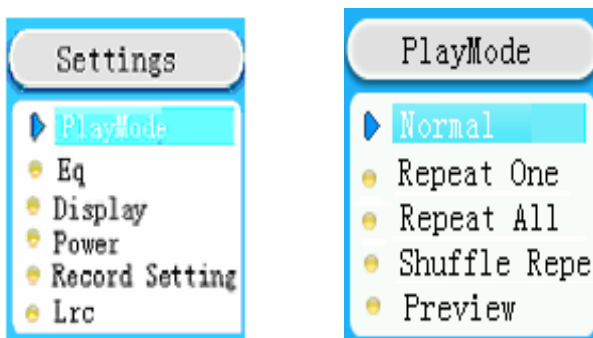 Settings
PlayMode
Eq
Display
Power
Record Setting
Lrc
PlayMode
Normal
Repeat One
Repeat All
Shuffle Repe
Preview